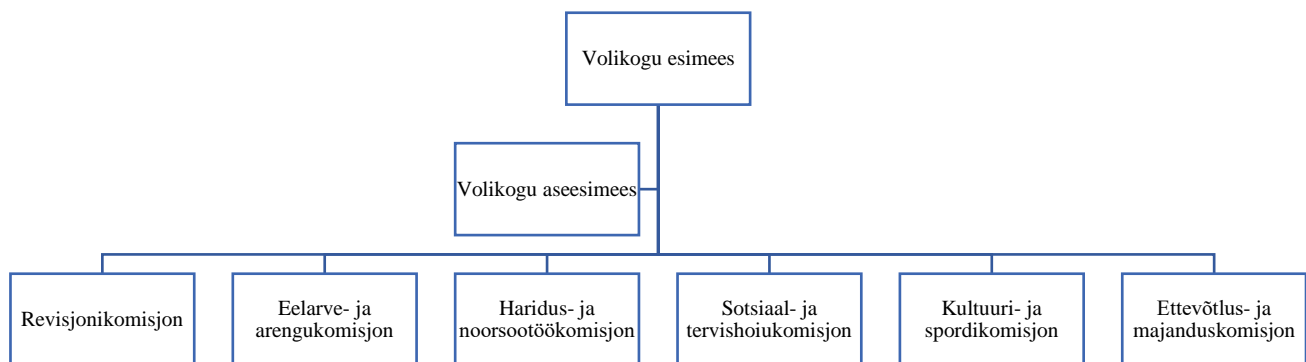 Volikogu esimees
Volikogu aseesimees
Revisjonikomisjon
Eelarve- ja
arengukomisjon
Haridus- ja
noorsootöökomisjon
Sotsiaal- ja
tervishoiukomisjon
Kultuuri- ja
spordikomisjon
Ettevõtlus- ja
majanduskomisjon